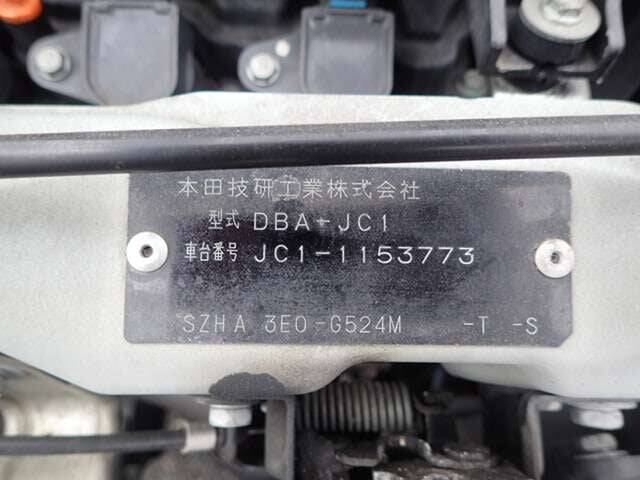 本田技研工業株式会社
型式 DBA-JC1
車台番号 JC1-1153773
SZHA 3E0-G524M -T -S